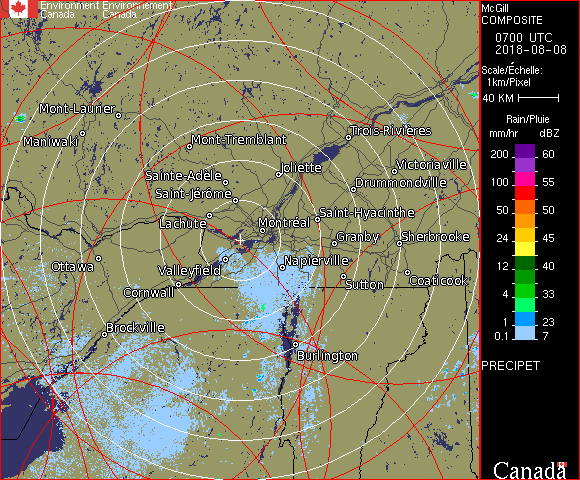 Environment Environnement
Canada Canada
McGill
COMPOSITE
0700 UTC
2018-08-08
Scale/Échelle:
1km/Pixel
40 KM
Rain/Pluie
mm/hr dBZ
200 60
65
100 55
50 50
24 45
12 40
4 33
1 23
0.1 7
PRECIPET
Canada
Mont-Laurier
Maniwaki
Mont-Tremblant
Trois-Rivières
Joliette
Victoriaville
Sainte-Adèle
Drummondville
Saint-Jérôme
Lachute
Montréal
Saint-Hyacinthe
Granby
Sherbrooke
Ottawa
Valleyfield
Napierville
Cornwall
Sutton
Coaticook
Brockville
Burlington